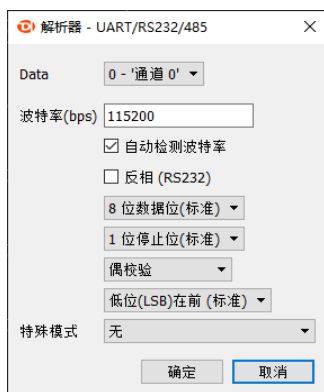 解析器 - UART/RS232/485
Data 0 - '通道 0'
波特率(bps) 115200
自动检测波特率
反相 (RS232)
8 位数据位(标准)
1 位停止位(标准)
偶校验
低位(LSB)在前 (标准)
特殊模式 无
确定 取消